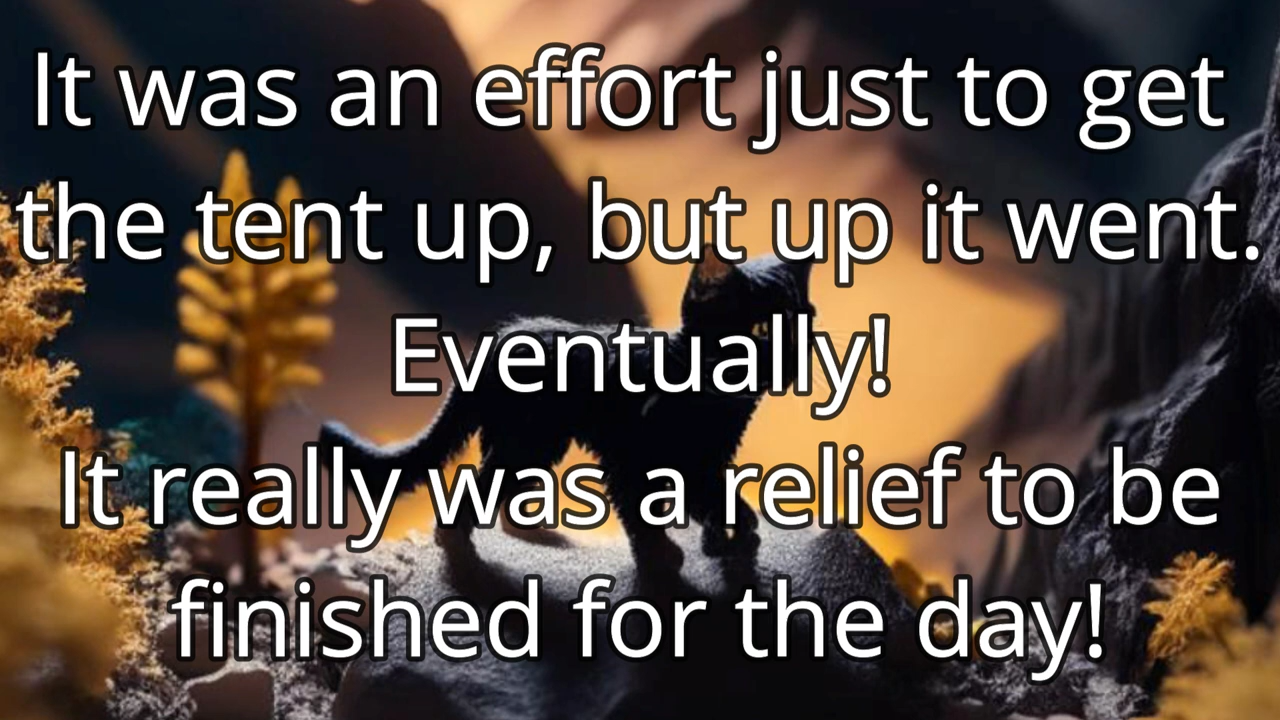 It was an effort just to get
the tent up, but up it went.
Eventually!
It really was a relief to be
finished for the day!